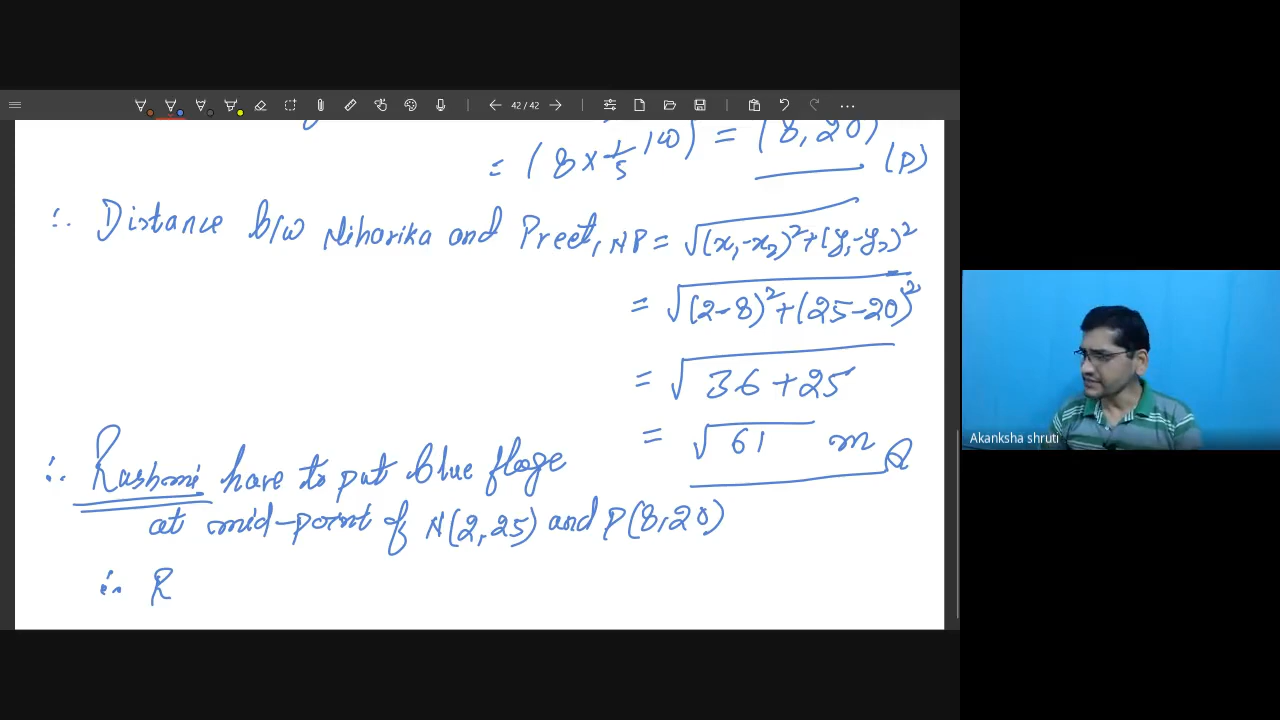 42/42
= (8 × 1/5, 100) = (8, 20) (P)
∴ Distance b/w Niharika and Preet, NP = √(x₁-x₂)²+(y₁-y₂)²
= √(2-8)²+(25-20)²
= √36+25
= √61 m
∴ Rashmi have to put blue flage
at mid-point of N(2,25) and P(8,20)
∴ R
Akanksha shruti